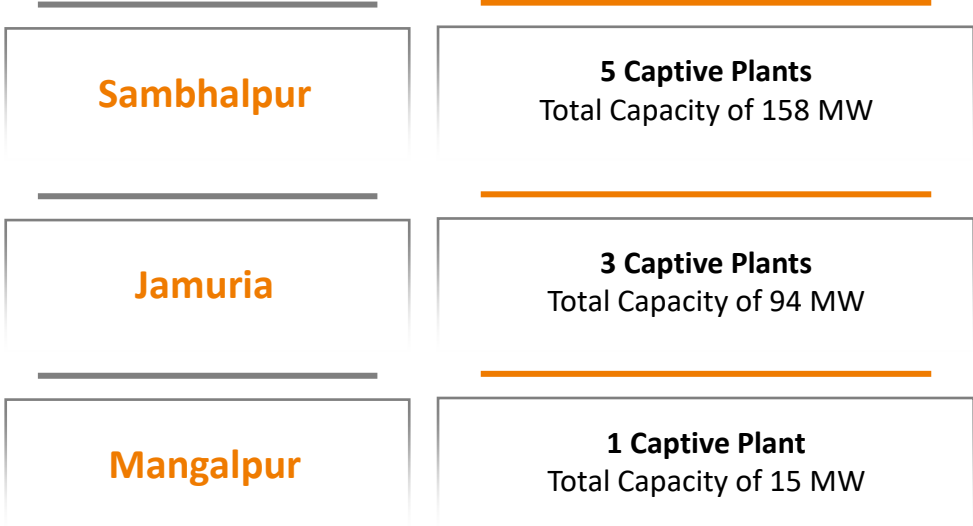 Sambhalpur
5 Captive Plants
Total Capacity of 158 MW
Jamuria
3 Captive Plants
Total Capacity of 94 MW
Mangalpur
1 Captive Plant
Total Capacity of 15 MW